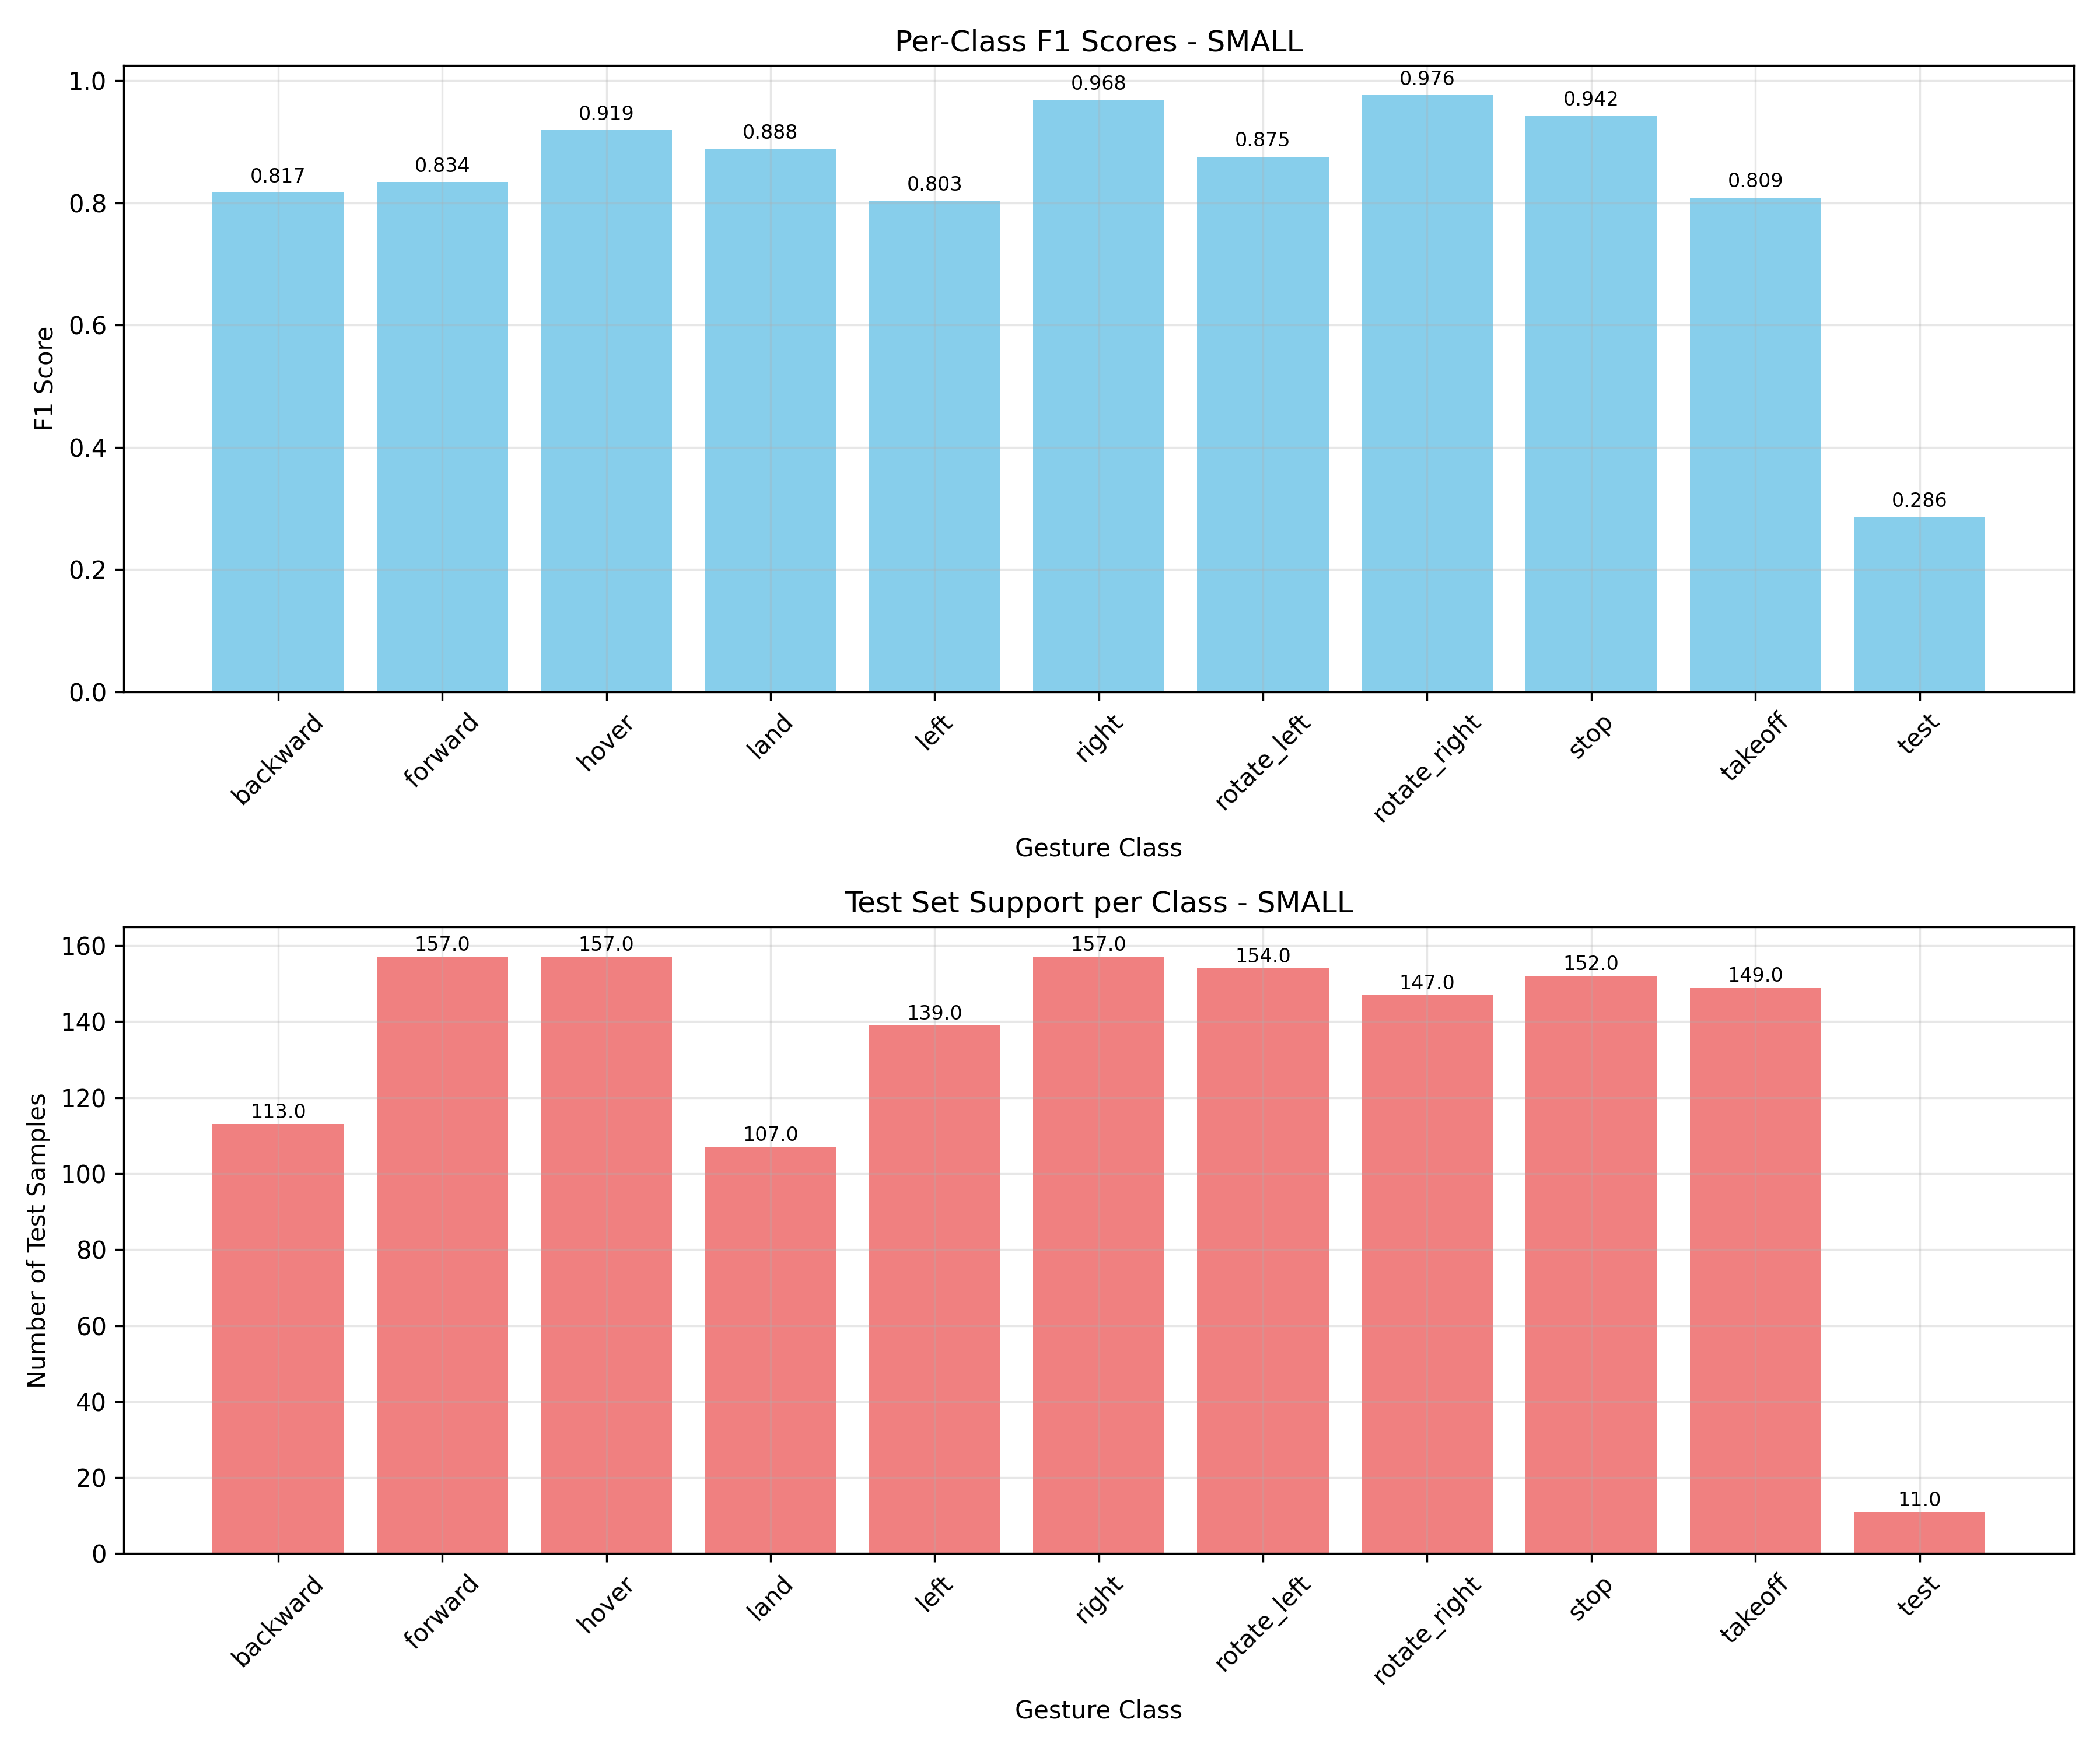 Per-Class F1 Scores - SMALL
1.0
0.8
0.6
0.4
0.2
0.0
F1 Score
0.817
0.834
0.919
0.888
0.803
0.968
0.875
0.976
0.942
0.809
0.286
backward
forward
hover
land
left
right
rotate_left
rotate_right
stop
takeoff
test
Gesture Class
Test Set Support per Class - SMALL
160
140
120
100
80
60
40
20
0
Number of Test Samples
113.0
157.0
157.0
107.0
139.0
157.0
154.0
147.0
152.0
149.0
11.0
backward
forward
hover
land
left
right
rotate_left
rotate_right
stop
takeoff
test
Gesture Class